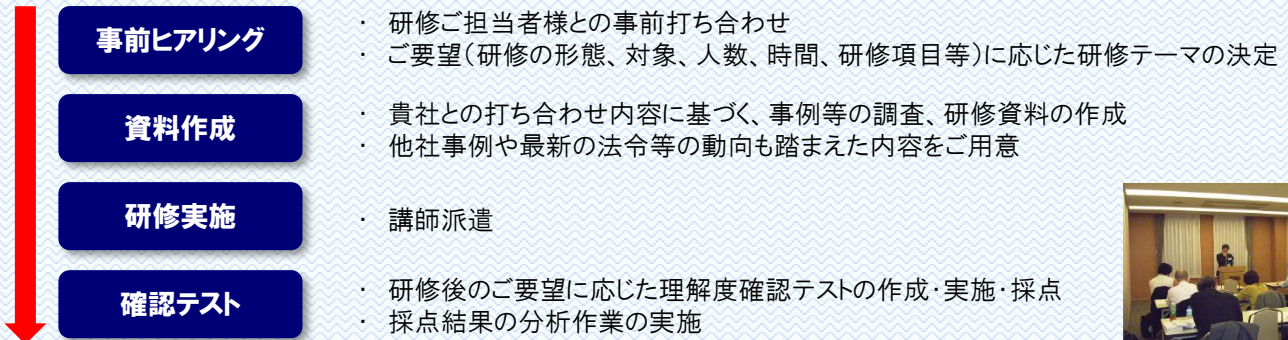 事前ヒアリング
・ 研修ご担当者様との事前打ち合わせ
・ ご要望(研修の形態、対象、人数、時間、研修項目等)に応じた研修テーマの決定
資料作成
・ 貴社との打ち合わせ内容に基づく、事例等の調査、研修資料の作成
・ 他社事例や最新の法令等の動向も踏まえた内容をご用意
研修実施
・ 講師派遣
確認テスト
・ 研修後のご要望に応じた理解度確認テストの作成・実施・採点
・ 採点結果の分析作業の実施